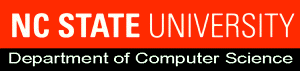 NC STATE UNIVERSITY
Department of Computer Science